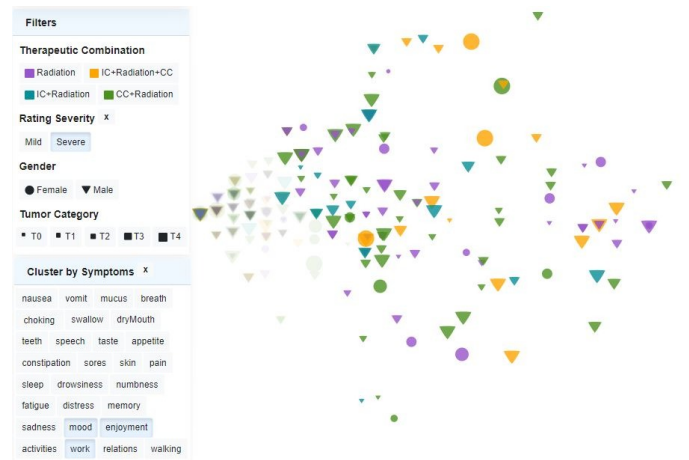 Filters
Therapeutic Combination
Radiation IC+Radiation+CC
IC+Radiation CC+Radiation
Rating Severity x
Mild Severe
Gender
Female Male
Tumor Category
T0 T1 T2 T3 T4
Cluster by Symptoms x
nausea vomit mucus breath
choking swallow dryMouth
teeth speech taste appetite
constipation sores skin pain
sleep drowsiness numbness
fatigue distress memory
sadness mood enjoyment
activities work relations walking